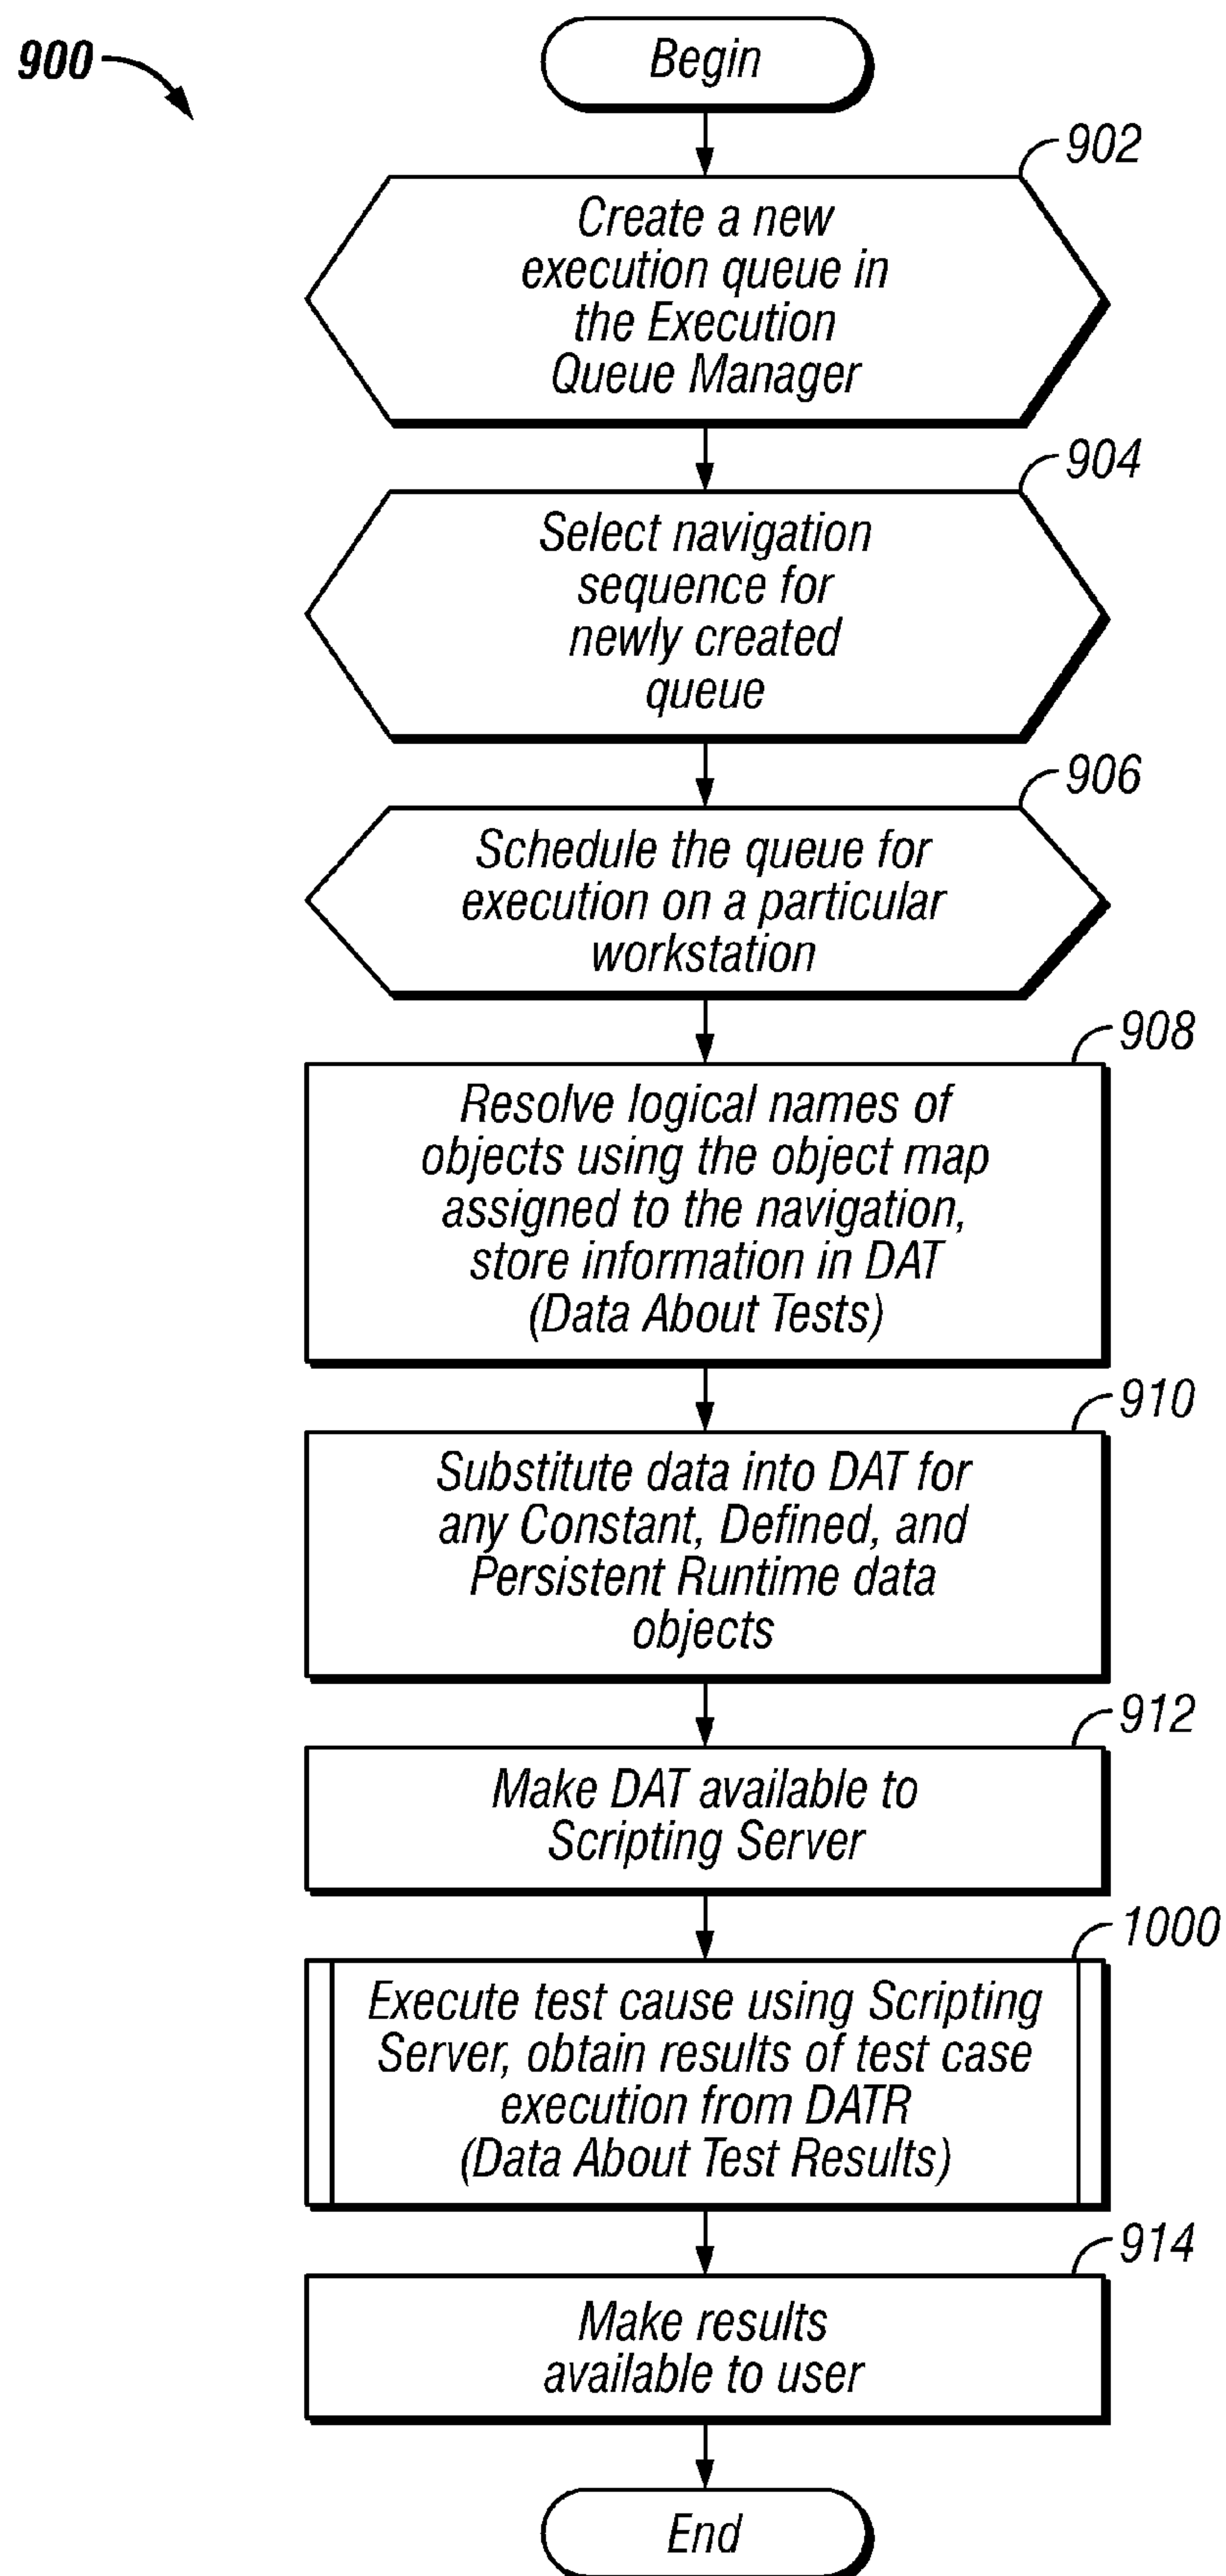 900
Begin
902
Create a new
execution queue in
the Execution
Queue Manager
904
Select navigation
sequence for
newly created
queue
906
Schedule the queue for
execution on a particular
workstation
908
Resolve logical names of
objects using the object map
assigned to the navigation,
store information in DAT
(Data About Tests)
910
Substitute data into DAT for
any Constant, Defined, and
Persistent Runtime data
objects
912
Make DAT available to
Scripting Server
1000
Execute test cause using Scripting
Server, obtain results of test case
execution from DATR
(Data About Test Results)
914
Make results
available to user
End